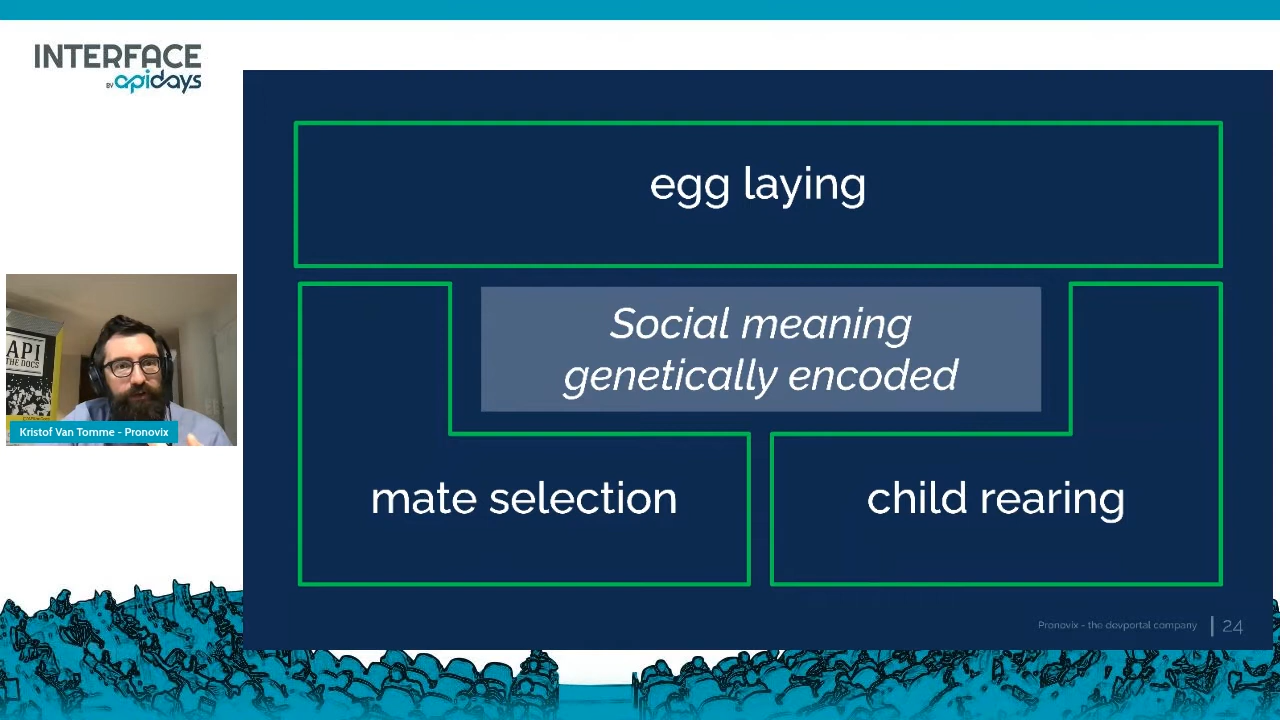 INTERFACE
BY apidays
egg laying
Social meaning
genetically encoded
API
THE DOCS
Kristof Van Tomme - Pronovix
mate selection
child rearing
Pronovix - the devportal company
24